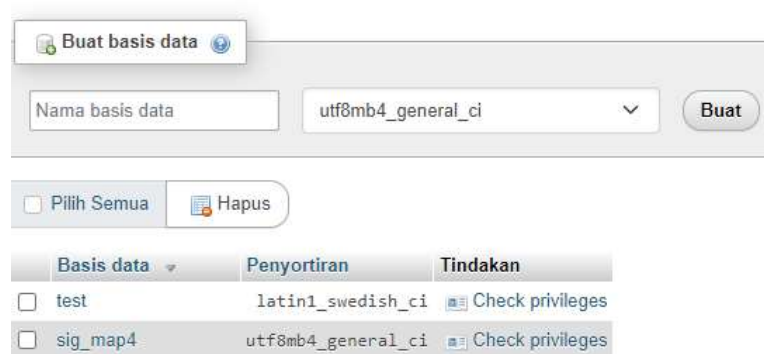 Buat basis data
Nama basis data utf8mb4_general_ci Buat
Pilih Semua Hapus
Basis data Penyortiran Tindakan
test latin1_swedish_ci Check privileges
sig_map4 utf8mb4_general_ci Check privileges